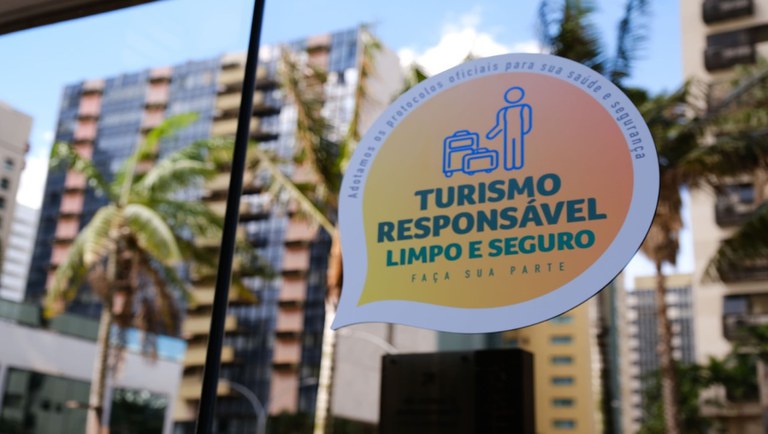 Adotamos os protocolos oficiais para sua saúde e segurança
TURISMO
RESPONSÁVEL
LIMPO E SEGURO
FAÇA SUA PARTE